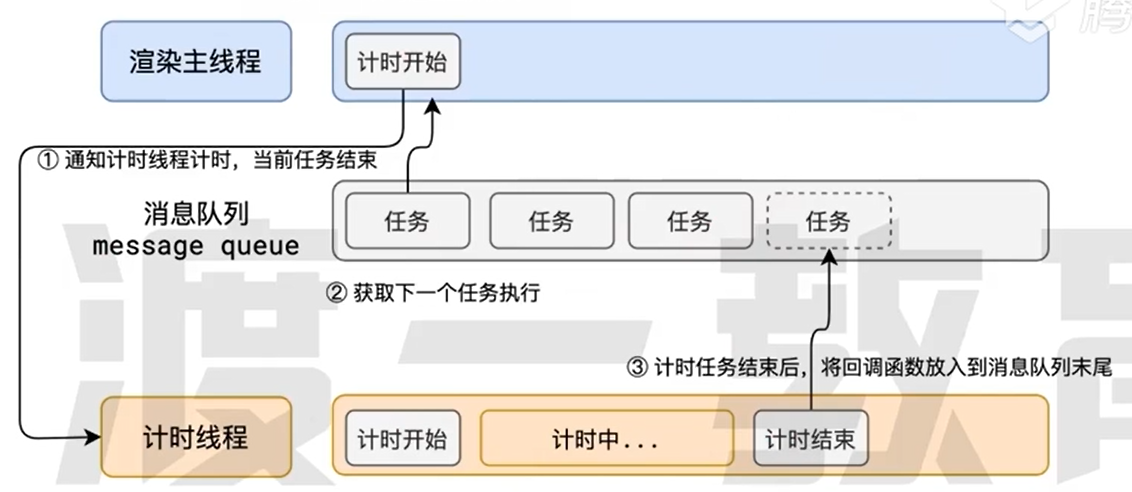 腾
渲染主线程
计时开始
① 通知计时线程计时，当前任务结束
消息队列
message queue
任务
任务
任务
任务
② 获取下一个任务执行
③ 计时任务结束后，将回调函数放入到消息队列末尾
计时线程
计时开始
计时中...
计时结束
渡一教育